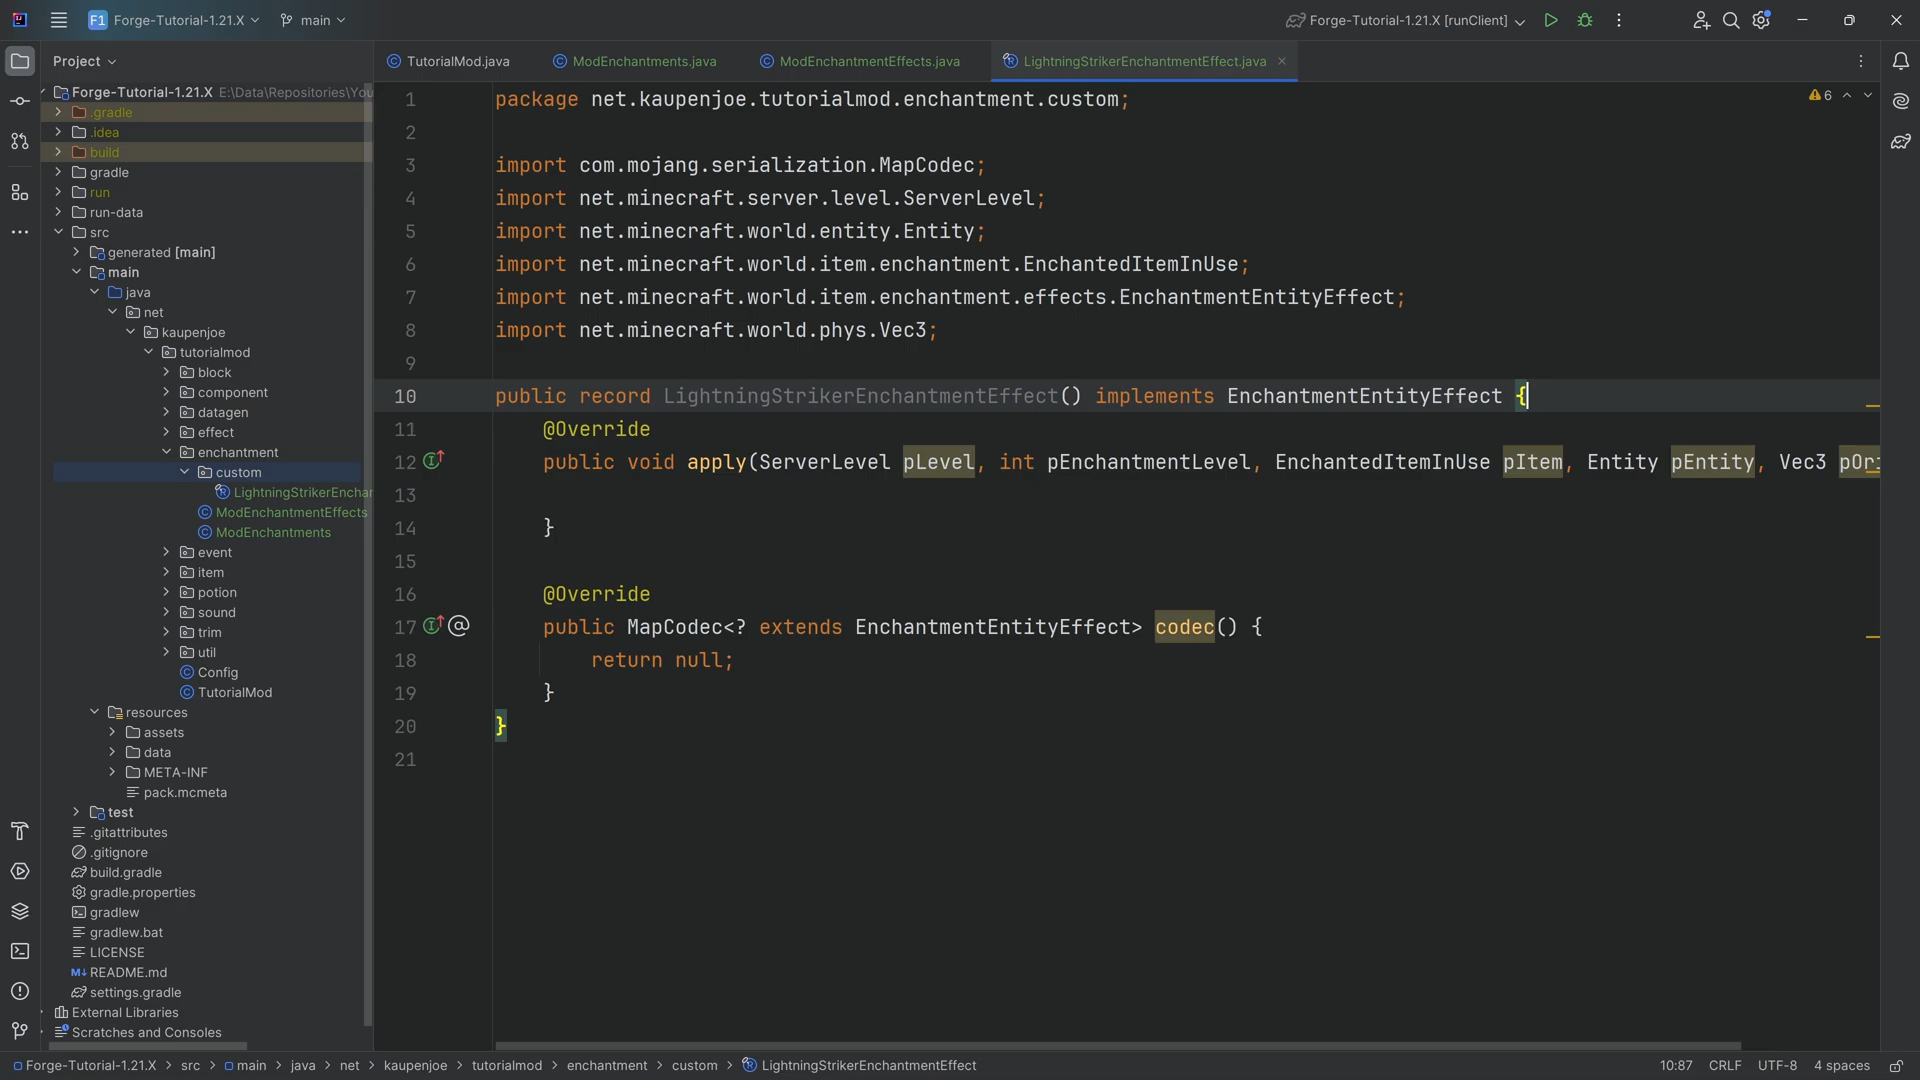 F1 Forge-Tutorial-1.21.X main Forge-Tutorial-1.21.X [runClient]
Project
TutorialMod.java ModEnchantments.java ModEnchantmentEffects.java LightningStrikerEnchantmentEffect.java
Forge-Tutorial-1.21.X E:\Data\Repositories\You
.gradle
.idea
build
gradle
run
run-data
src
generated [main]
main
java
net
kaupenjoe
tutorialmod
block
component
datagen
effect
enchantment
custom
LightningStrikerEnchar
ModEnchantmentEffects
ModEnchantments
event
item
potion
sound
trim
util
Config
TutorialMod
resources
assets
data
META-INF
pack.mcmeta
test
.gitattributes
.gitignore
build.gradle
gradle.properties
gradlew
gradlew.bat
LICENSE
README.md
settings.gradle
External Libraries
Scratches and Consoles
6
1 package net.kaupenjoe.tutorialmod.enchantment.custom;
2
3 import com.mojang.serialization.MapCodec;
4 import net.minecraft.server.level.ServerLevel;
5 import net.minecraft.world.entity.Entity;
6 import net.minecraft.world.item.enchantment.EnchantedItemInUse;
7 import net.minecraft.world.item.enchantment.effects.EnchantmentEntityEffect;
8 import net.minecraft.world.phys.Vec3;
9
10 public record LightningStrikerEnchantmentEffect() implements EnchantmentEntityEffect {
11 @Override
12 public void apply(ServerLevel pLevel, int pEnchantmentLevel, EnchantedItemInUse pItem, Entity pEntity, Vec3 pOri
13
14 }
15
16 @Override
17 public MapCodec<? extends EnchantmentEntityEffect> codec() {
18 return null;
19 }
20 }
21
Forge-Tutorial-1.21.X > src > main > java > net > kaupenjoe > tutorialmod > enchantment > custom > LightningStrikerEnchantmentEffect 10:87 CRLF UTF-8 4 spaces